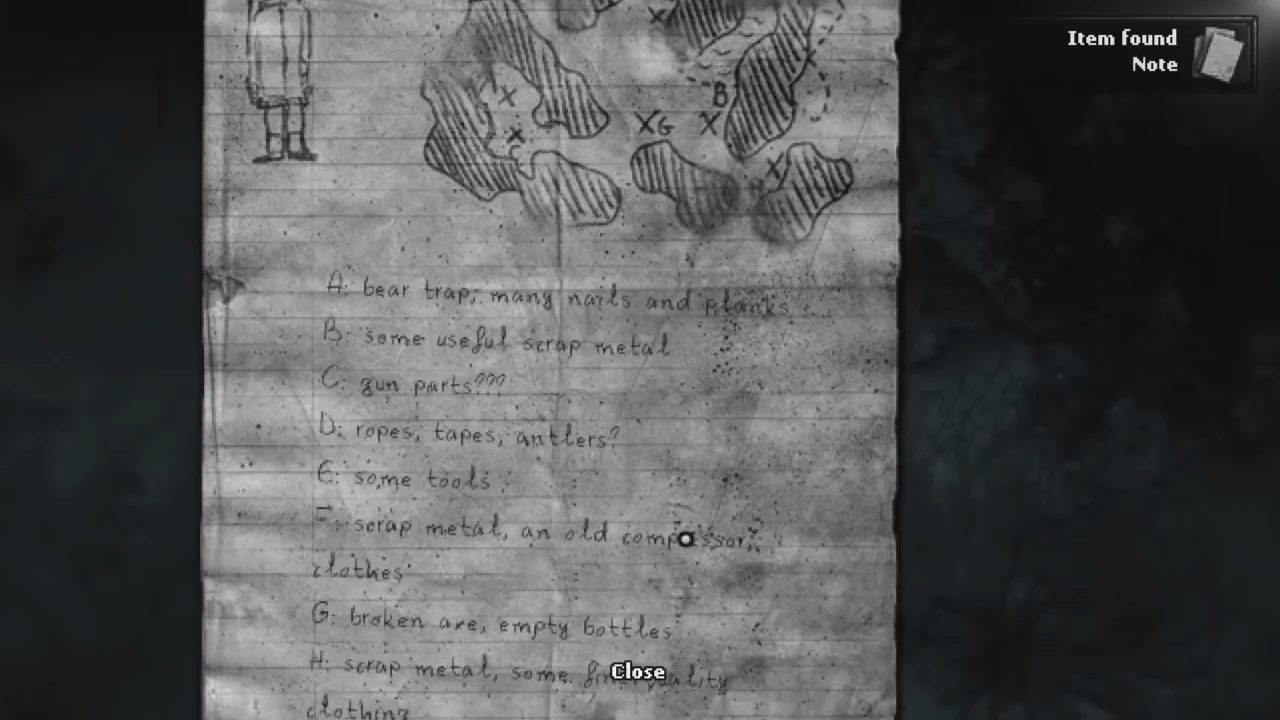 Item found
Note
X
X
X
B
XG X
X
X
A: bear trap, many nails and planks
B: some useful scrap metal
C: gun parts???
D: ropes, tapes, antlers?
E: some tools
F: scrap metal, an old
clothes
G: broken axe, empty bottles
H: scrap metal, some
Close
clothing